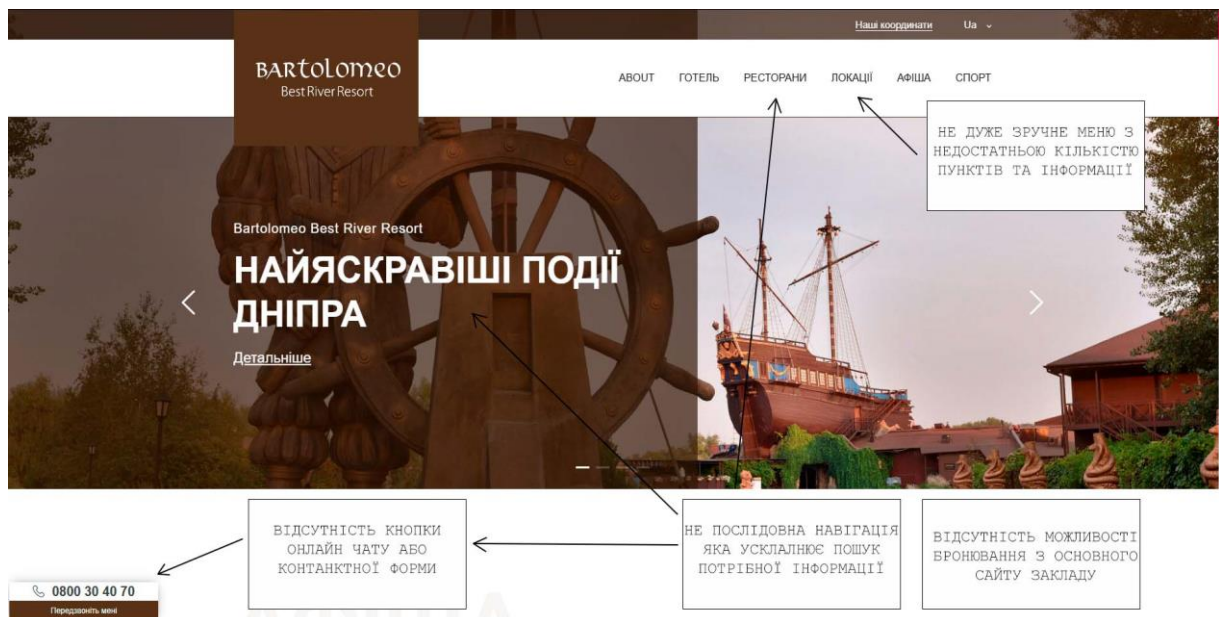 Наші координати
Ua
BARtolomeo
Best River Resort
ABOUT ГОТЕЛЬ РЕСТОРАНИ ЛОКАЦІЇ АФІША СПОРТ
НЕ ДУЖЕ ЗРУЧНЕ МЕНЮ З
НЕДОСТАТНЬОЮ КІЛЬКІСТЮ
ПУНКТІВ ТА ІНФОРМАЦІЇ
Bartolomeo Best River Resort
НАЙЯСКРАВІШІ ПОДІЇ
ДНІПРА
Детальніше
ВІДСУТНІСТЬ КНОПКИ
ОНЛАЙН ЧАТУ АБО
КОНТАНКТНОЇ ФОРМИ
НЕ ПОСЛІДОВНА НАВІГАЦІЯ
ЯКА УСКЛАЛНЮЄ ПОШУК
ПОТРІБНОЇ ІНФОРМАЦІЇ
ВІДСУТНІСТЬ МОЖЛИВОСТІ
БРОНЮВАННЯ З ОСНОВНОГО
САЙТУ ЗАКЛАДУ
0800 30 40 70
Передзвоніть мені